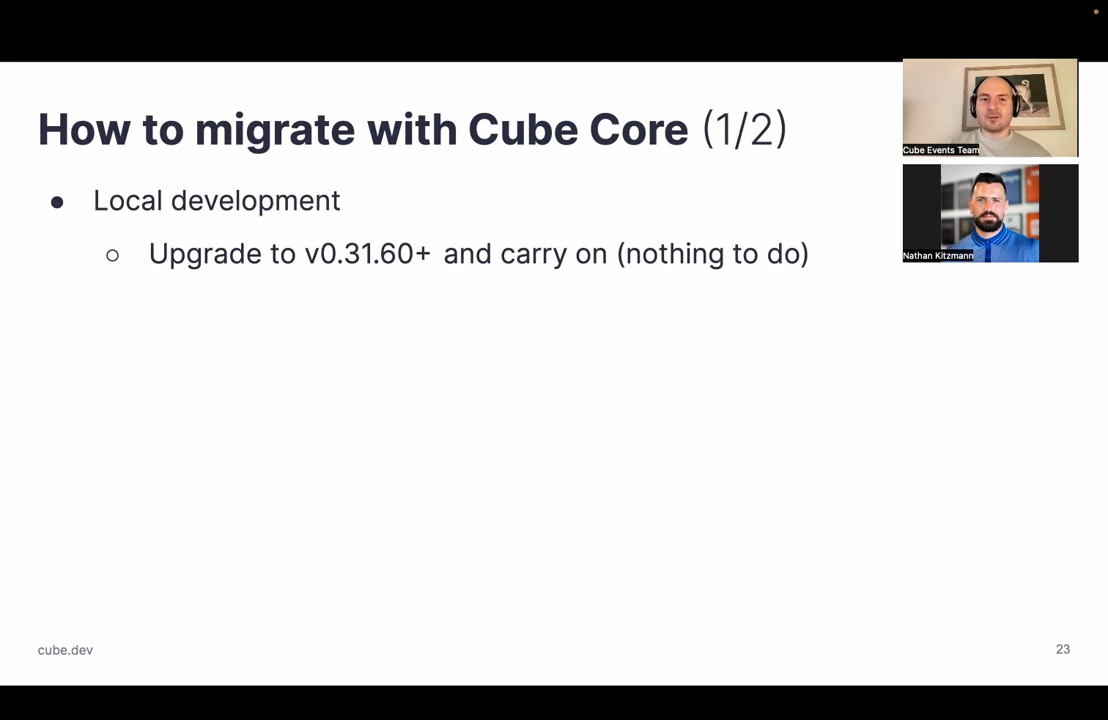 How to migrate with Cube Core (1/2)
● Local development
○ Upgrade to v0.31.60+ and carry on (nothing to do)
Cube Events Team
Nathan Kitzmann
cube.dev
23